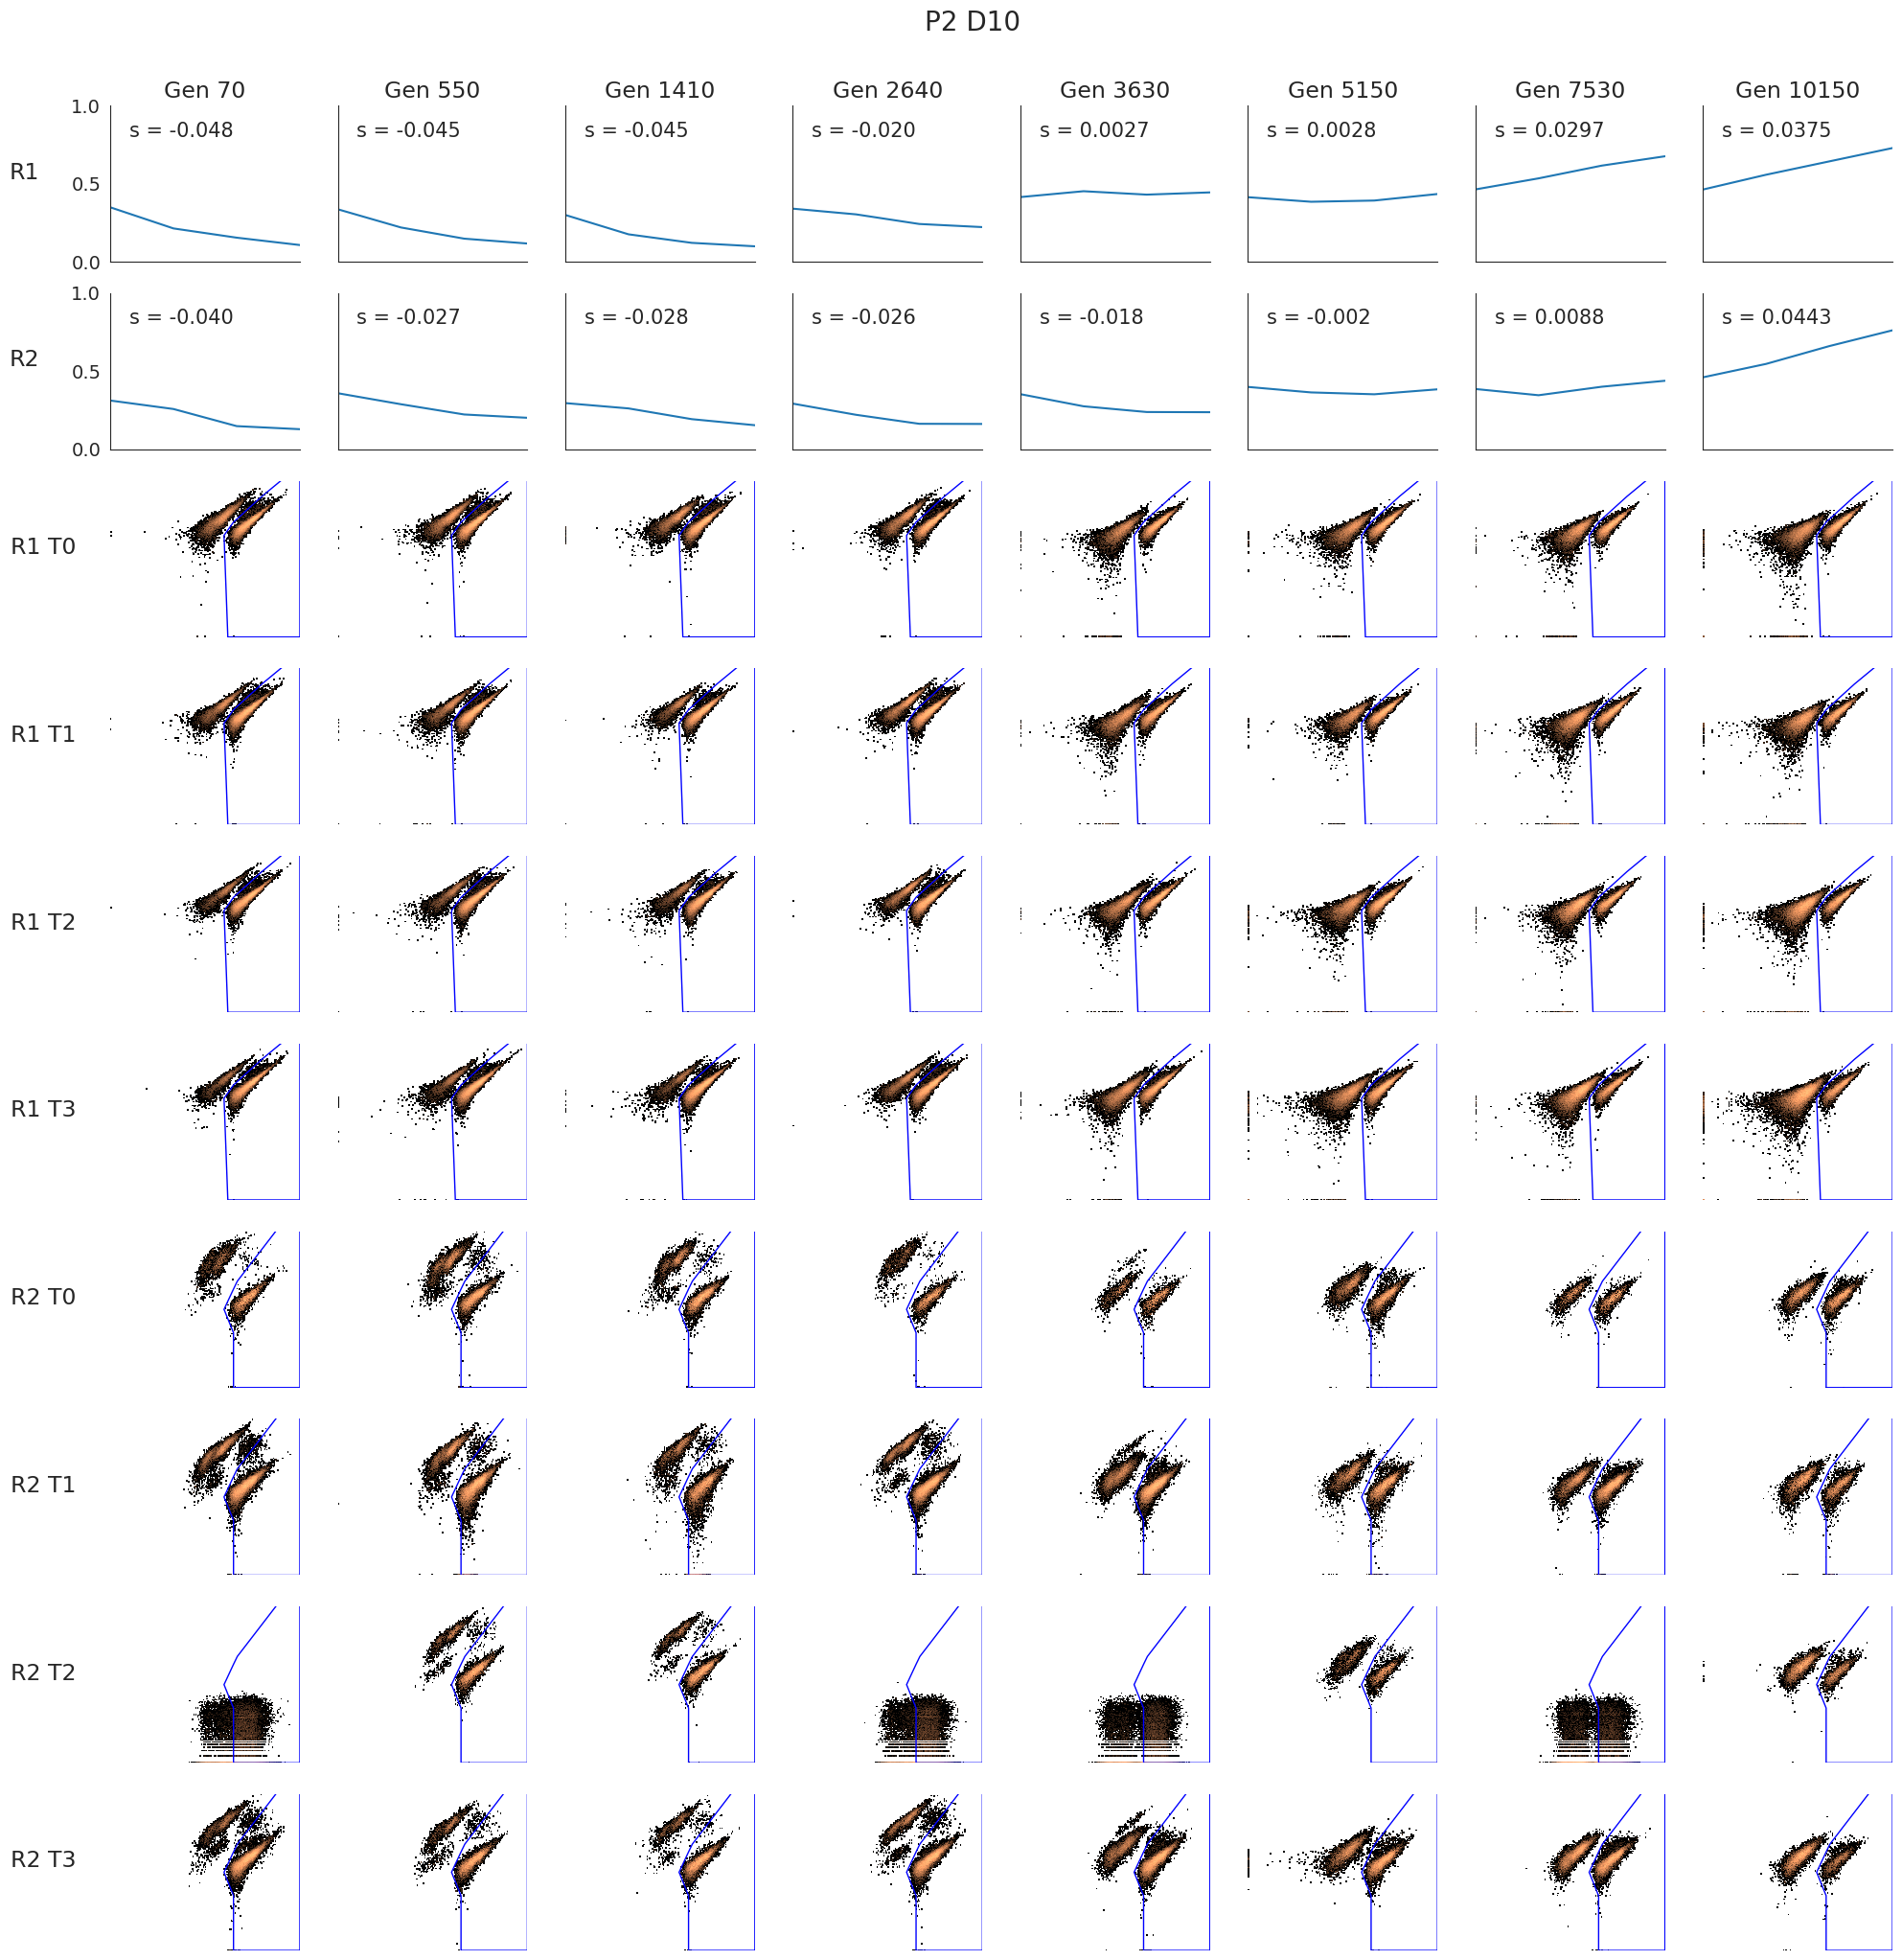 P2 D10
Gen 70 Gen 550 Gen 1410 Gen 2640 Gen 3630 Gen 5150 Gen 7530 Gen 10150
1.0
s = -0.048 s = -0.045 s = -0.045 s = -0.020 s = 0.0027 s = 0.0028 s = 0.0297 s = 0.0375
R1
0.5
0.0
1.0
s = -0.040 s = -0.027 s = -0.028 s = -0.026 s = -0.018 s = -0.002 s = 0.0088 s = 0.0443
R2
0.5
0.0
R1 T0
R1 T1
R1 T2
R1 T3
R2 T0
R2 T1
R2 T2
R2 T3